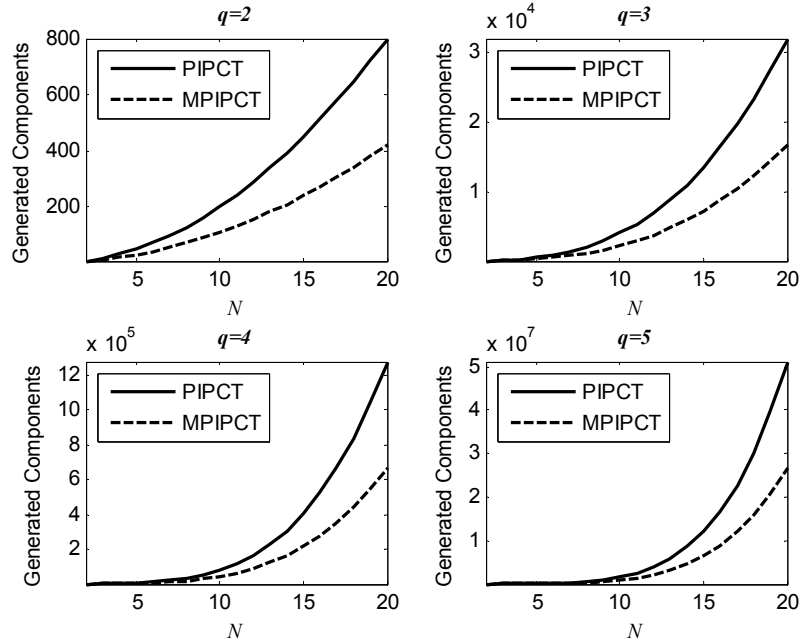 q=2
800
600
400
200
Generated Components
PIPCT
MPIPCT
5
10
15
20
N
q=3
x 10^4
3
2
1
Generated Components
PIPCT
MPIPCT
5
10
15
20
N
q=4
x 10^5
12
10
8
6
4
2
Generated Components
PIPCT
MPIPCT
5
10
15
20
N
q=5
x 10^7
5
4
3
2
1
Generated Components
PIPCT
MPIPCT
5
10
15
20
N